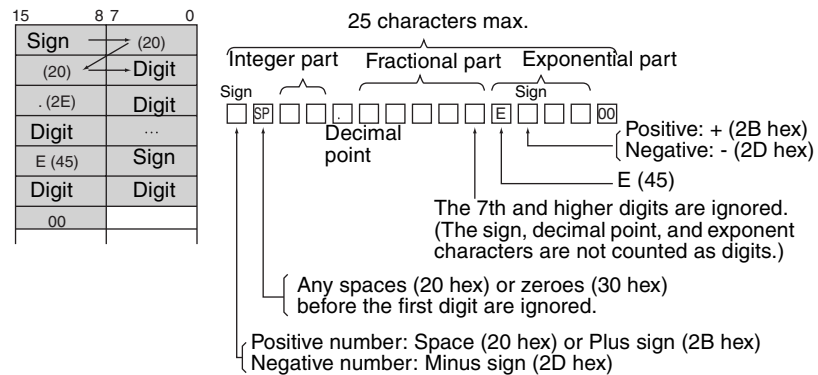 15 8 7 0
Sign (20)
(20) Digit
. (2E) Digit
Digit ...
E (45) Sign
Digit Digit
00
25 characters max.
Integer part Fractional part Exponential part
Sign Sign
SP . E 00
Decimal
point
Positive: + (2B hex)
Negative: - (2D hex)
E (45)
The 7th and higher digits are ignored.
(The sign, decimal point, and exponent
characters are not counted as digits.)
Any spaces (20 hex) or zeroes (30 hex)
before the first digit are ignored.
Positive number: Space (20 hex) or Plus sign (2B hex)
Negative number: Minus sign (2D hex)